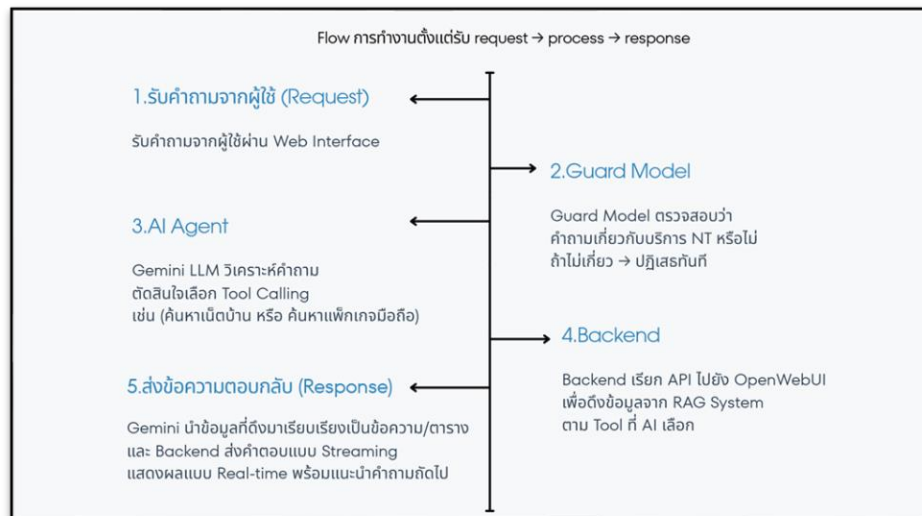 Flow การทำงานตั้งแต่รับ request → process → response
1.รับคำถามจากผู้ใช้ (Request)
รับคำถามจากผู้ใช้ผ่าน Web Interface
2.Guard Model
Guard Model ตรวจสอบว่า
คำถามเกี่ยวกับบริการ NT หรือไม่
ถ้าไม่เกี่ยว → ปฏิเสธทันที
3.AI Agent
Gemini LLM วิเคราะห์คำถาม
ตัดสินใจเลือก Tool Calling
เช่น (ค้นหาเน็ตบ้าน หรือ ค้นหาแพ็กเกจมือถือ)
4.Backend
Backend เรียก API ไปยัง OpenWebUI
เพื่อดึงข้อมูลจาก RAG System
ตาม Tool ที่ AI เลือก
5.ส่งข้อความตอบกลับ (Response)
Gemini นำข้อมูลที่ดึงมาเรียบเรียงเป็นข้อความ/ตาราง
และ Backend ส่งคำตอบแบบ Streaming
แสดงผลแบบ Real-time พร้อมแนะนำคำถามถัดไป